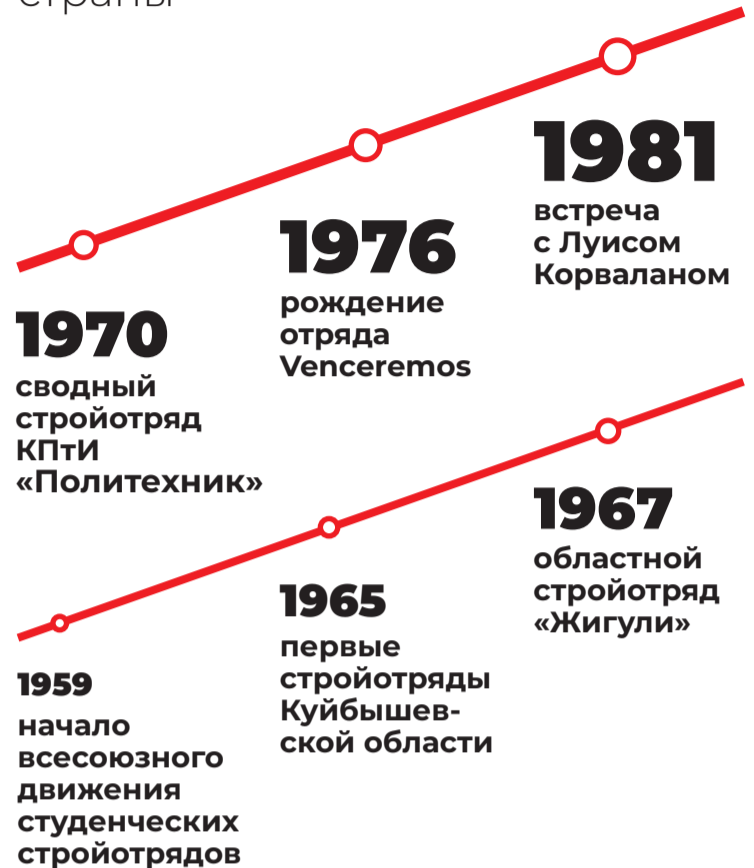 страны
1981
встреча
с Луисом
Корваланом
1976
рождение
отряда
Venceremos
1970
сводный
стройотряд
КПтИ
«Политехник»
1967
областной
стройотряд
«Жигули»
1965
первые
стройотряды
Куйбышев-
ской области
1959
начало
всесоюзного
движения
студенческих
стройотрядов